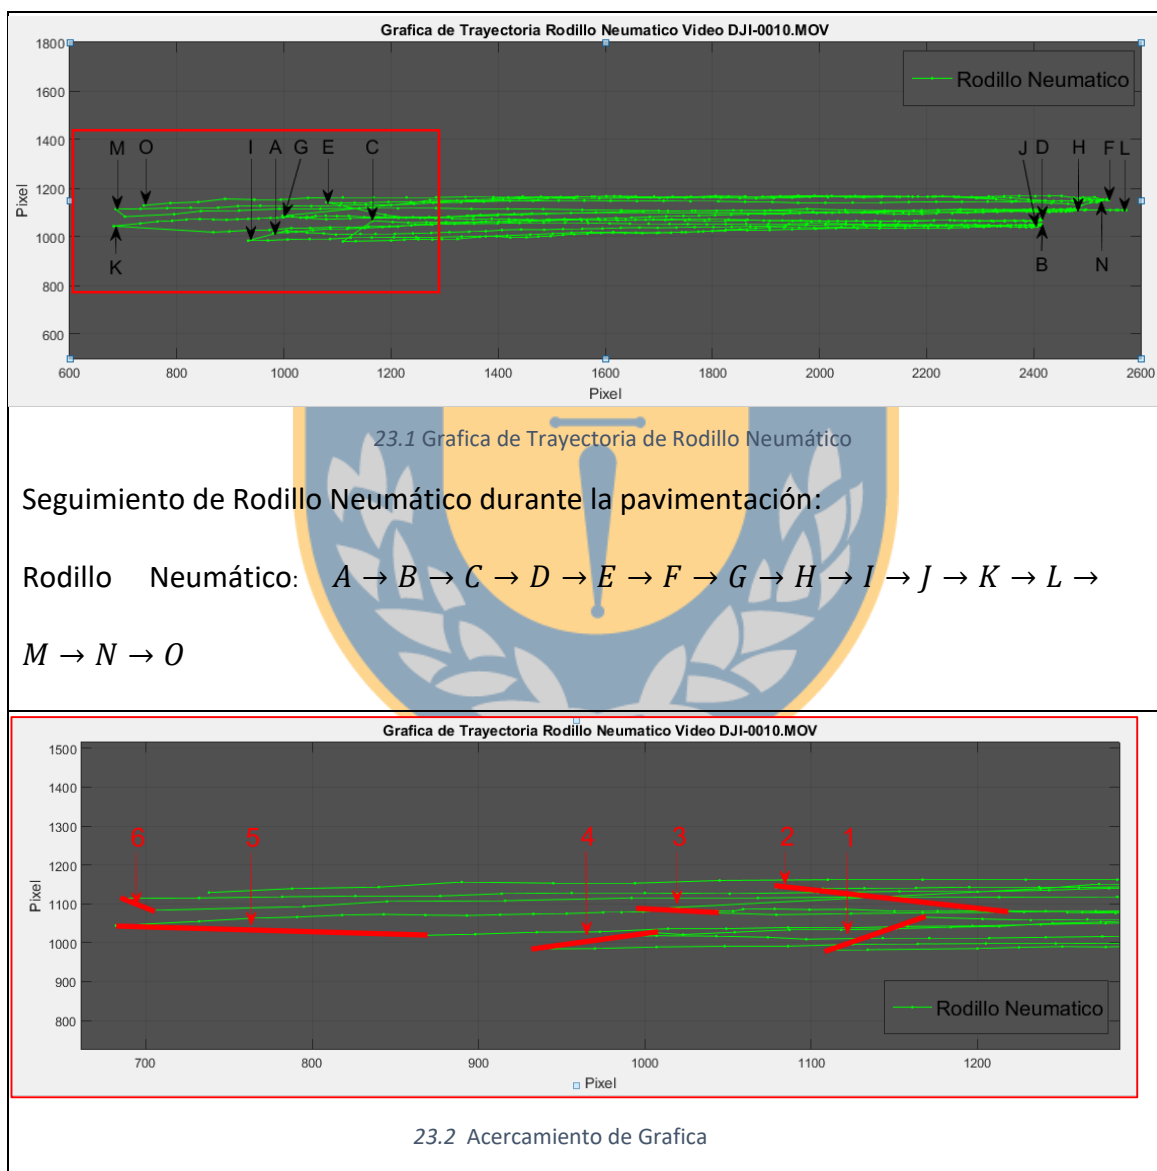 Grafica de Trayectoria Rodillo Neumatico Video DJI-0010.MOV
1800
1600
1400
1200
1000
800
600
Pixel
Rodillo Neumatico
M O I A G E C J D H F L
K B N
600 800 1000 1200 1400 1600 1800 2000 2200 2400 2600
Pixel
23.1 Grafica de Trayectoria de Rodillo Neumático
Seguimiento de Rodillo Neumático durante la pavimentación:
Rodillo Neumático: A → B → C → D → E → F → G → H → I → J → K → L →
M → N → O
Grafica de Trayectoria Rodillo Neumatico Video DJI-0010.MOV
1500
1400
1300
1200
1100
1000
900
800
Pixel
6 5 4 3 2 1
Rodillo Neumatico
700 800 900 1000 1100 1200
Pixel
23.2 Acercamiento de Grafica